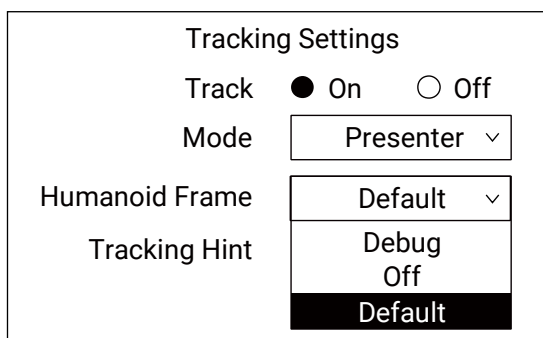 Tracking Settings
Track On Off
Mode Presenter
Humanoid Frame Default
Tracking Hint Debug
Off
Default